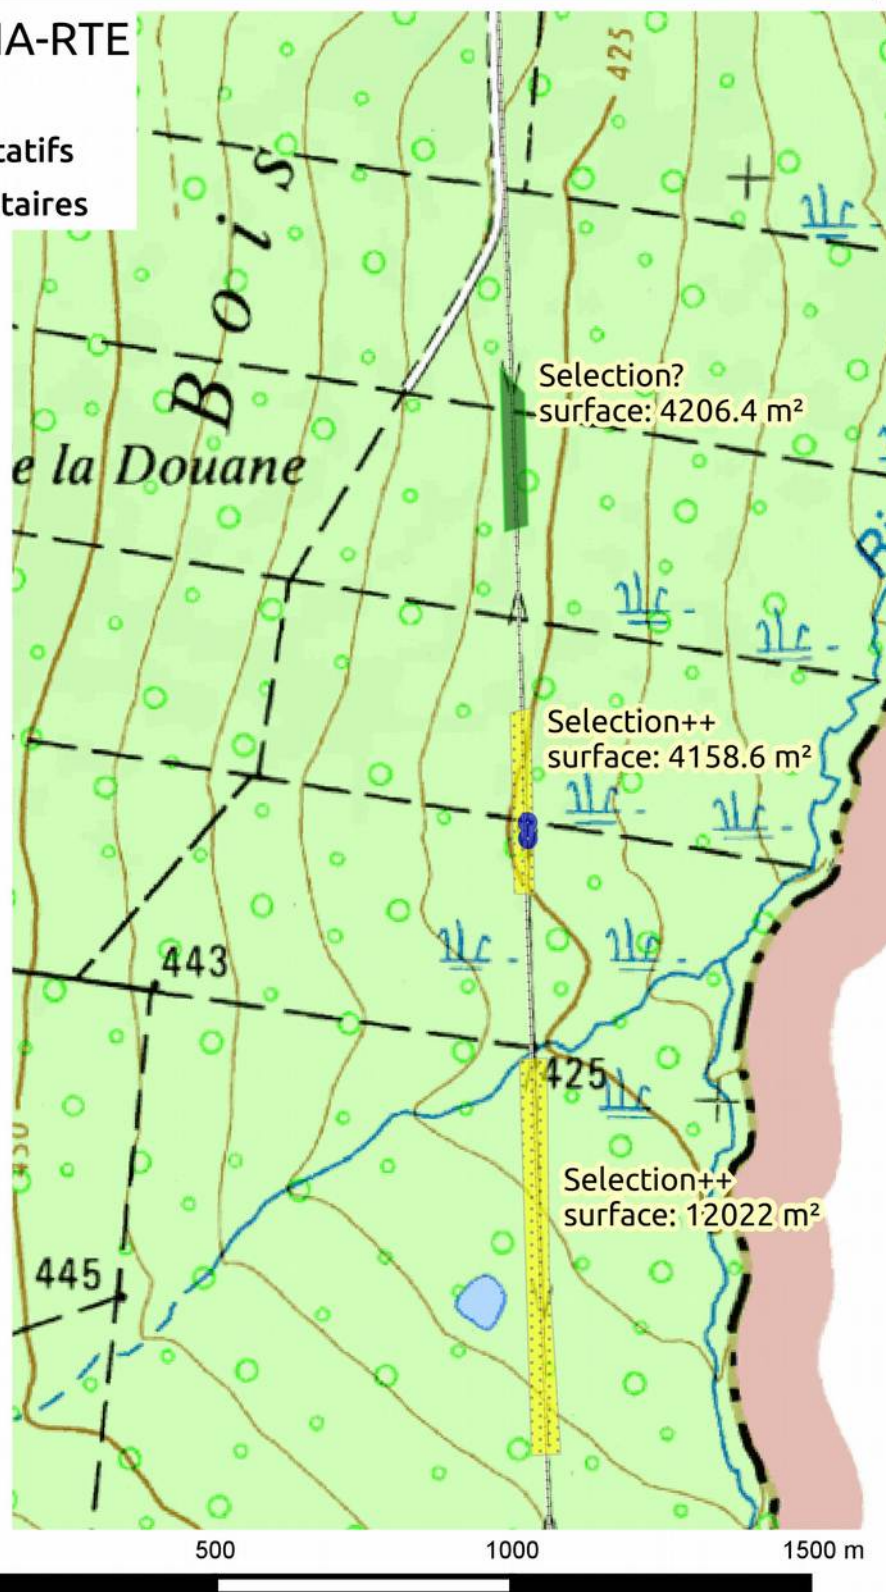 IA-RTE
tatifs
taires
425
Bois
Selection?
surface: 4206.4 m²
e la Douane
Selection++
surface: 4158.6 m²
443
425
Selection++
surface: 12022 m²
445
500 1000 1500 m